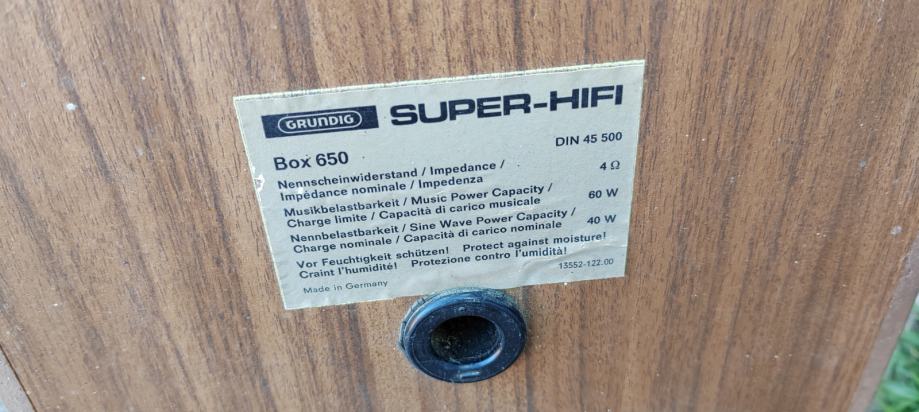 GRUNDIG SUPER-HIFI
Box 650 DIN 45 500
Nennscheinwiderstand / Impedance / 4 Ω
Impédance nominale / Impedenza
Musikbelastbarkeit / Music Power Capacity / 60 W
Charge limite / Capacità di carico musicale
Nennbelastbarkeit / Sine Wave Power Capacity / 40 W
Charge nominale / Capacità di carico nominale
Vor Feuchtigkeit schützen! Protect against moisture!
Craint l'humidité! Protezione contro l'umidità!
Made in Germany 13552-122.00